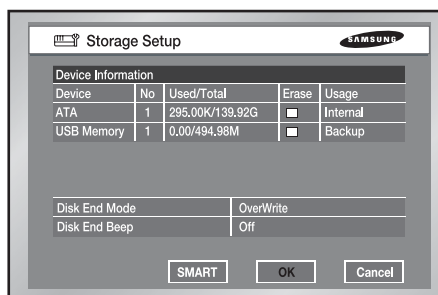 Storage Setup
SAMSUNG
Device Information
Device No Used/Total Erase Usage
ATA 1 295.00K/139.92G Internal
USB Memory 1 0.00/494.98M Backup
Disk End Mode OverWrite
Disk End Beep Off
SMART OK Cancel